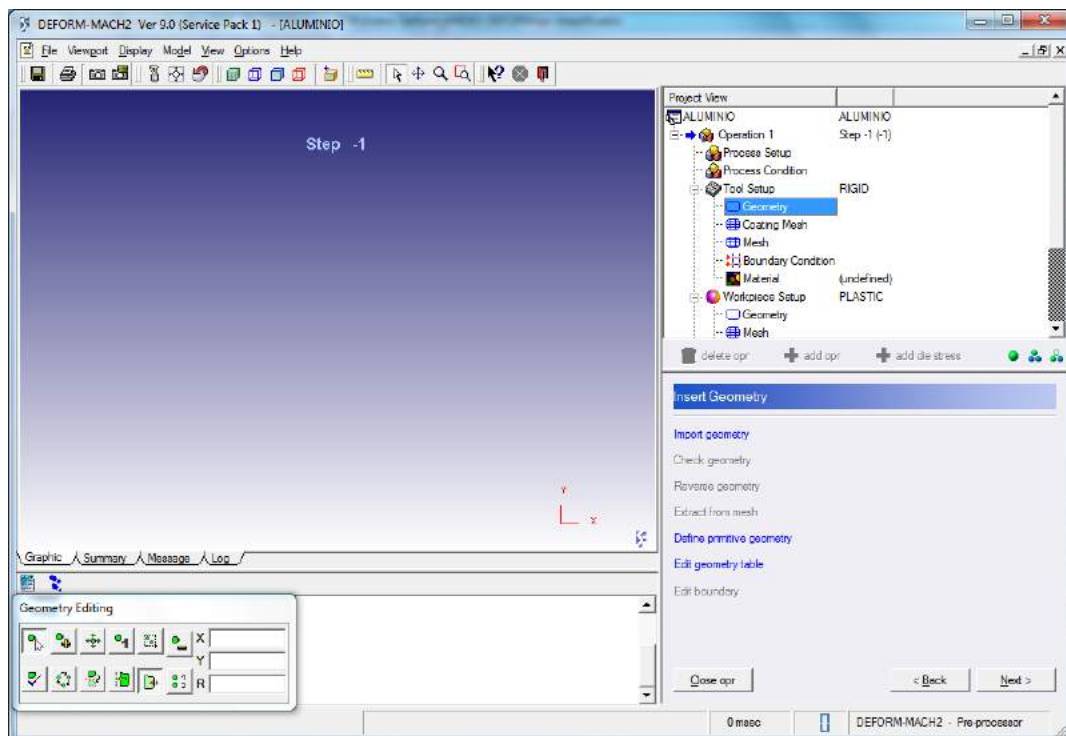 DEFORM-MACH2 Ver 9.0 (Service Pack 1) - [ALUMINIO]
File Viewport Display Model View Options Help
Step -1
Y
X
Graphic Summary Message Log
Geometry Editing
X
Y
R
Project View
ALUMINIO ALUMINIO
Operation 1 Step -1 (-1)
Process Setup
Process Condition
Tool Setup RIGID
Geometry
Coating Mesh
Mesh
Boundary Condition
Material (undefined)
Workpiece Setup PLASTIC
Geometry
Mesh
delete opr add opr add die stress
Insert Geometry
Import geometry
Check geometry
Reverse geometry
Extract from mesh
Define primitive geometry
Edit geometry table
Edit boundary
Close opr < Back Next >
0 msec DEFORM-MACH2 - Pre-processor